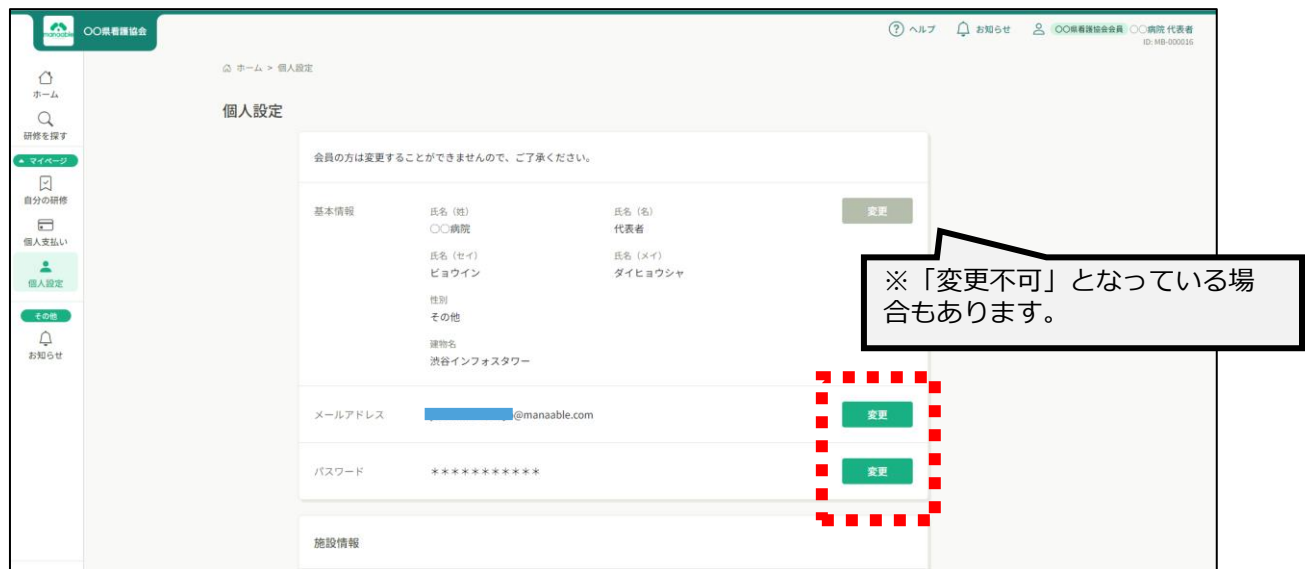 manaable
〇〇県看護協会
ヘルプ
お知らせ
〇〇県看護協会会員 〇〇病院 代表者
ID: MB-000016
ホーム
研修を探す
マイページ
自分の研修
個人支払い
個人設定
その他
お知らせ
ホーム > 個人設定
個人設定
会員の方は変更することができませんので、ご了承ください。
基本情報
氏名（姓） 氏名（名）
〇〇病院 代表者
変更
氏名（セイ） 氏名（メイ）
ビョウイン ダイヒョウシャ
性別
その他
建物名
渋谷インフォスタワー
※「変更不可」となっている場
合もあります。
メールアドレス @manaable.com 変更
パスワード ＊＊＊＊＊＊＊＊＊＊＊ 変更
施設情報